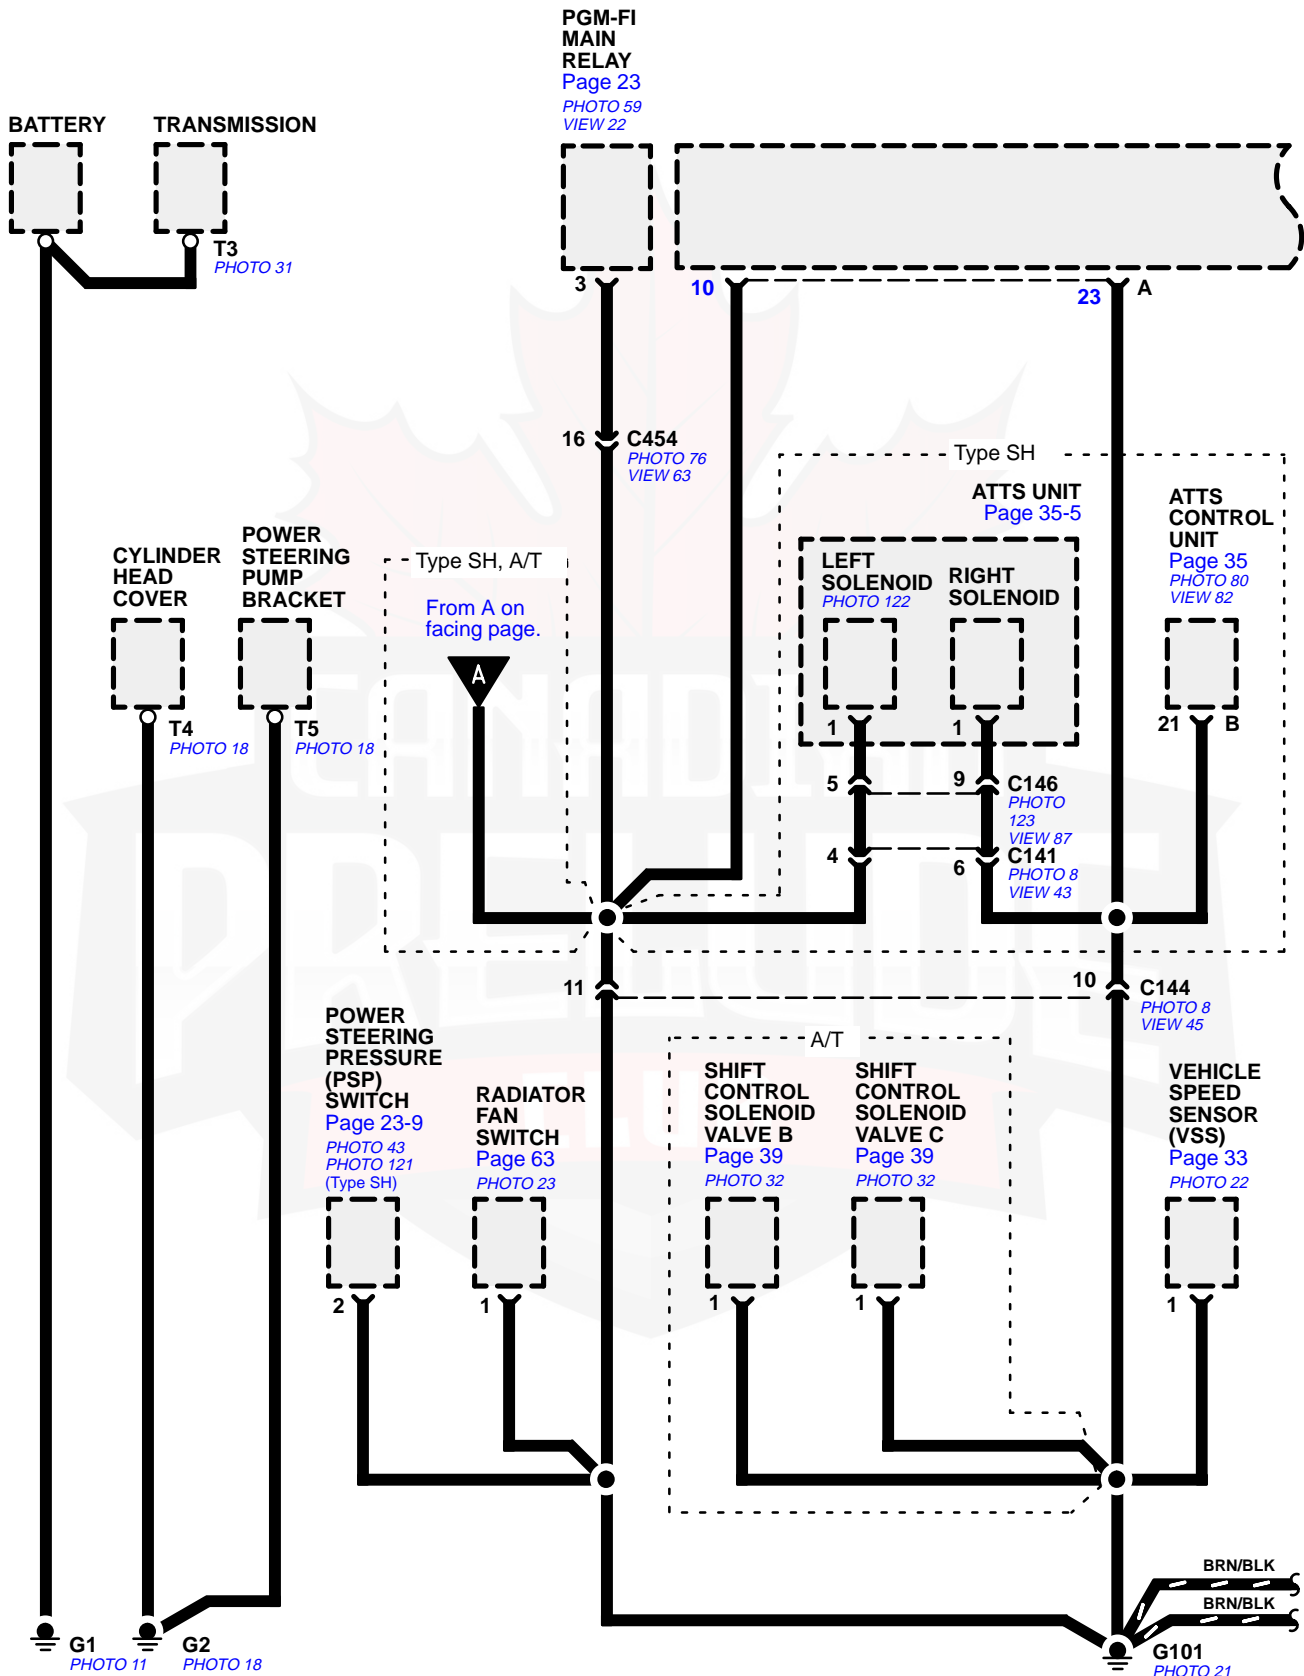 PGM-FI
MAIN
RELAY
Page 23
PHOTO 59
VIEW 22
BATTERY
TRANSMISSION
T3
PHOTO 31
3
10
23
A
16
C454
PHOTO 76
VIEW 63
Type SH
ATTS UNIT
Page 35-5
ATTS
CONTROL
UNIT
Page 35
PHOTO 80
VIEW 82
CYLINDER
HEAD
COVER
POWER
STEERING
PUMP
BRACKET
Type SH, A/T
From A on
facing page.
A
LEFT
SOLENOID
PHOTO 122
RIGHT
SOLENOID
T4
PHOTO 18
T5
PHOTO 18
1
1
21
B
5
9
C146
PHOTO
123
VIEW 87
4
6
C141
PHOTO 8
VIEW 43
CANADIAN
PRELUDE
CLUB
11
10
C144
PHOTO 8
VIEW 45
POWER
STEERING
PRESSURE
(PSP)
SWITCH
Page 23-9
PHOTO 43
PHOTO 121
(Type SH)
RADIATOR
FAN
SWITCH
Page 63
PHOTO 23
A/T
SHIFT
CONTROL
SOLENOID
VALVE B
Page 39
PHOTO 32
SHIFT
CONTROL
SOLENOID
VALVE C
Page 39
PHOTO 32
VEHICLE
SPEED
SENSOR
(VSS)
Page 33
PHOTO 22
2
1
1
1
1
BRN/BLK
BRN/BLK
G1
PHOTO 11
G2
PHOTO 18
G101
PHOTO 21